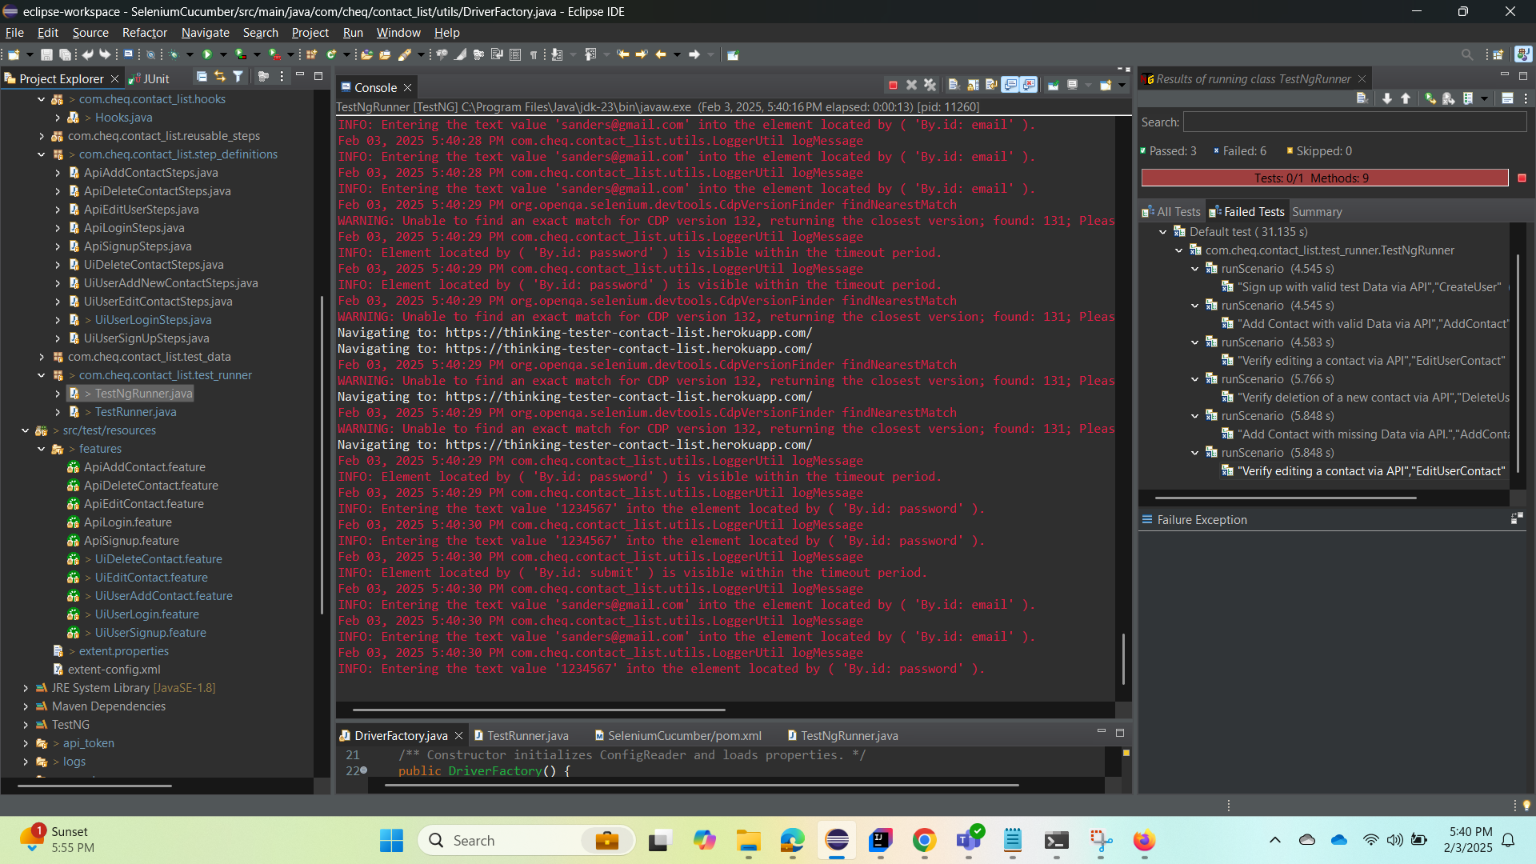 eclipse-workspace - SeleniumCucumber/src/main/java/com/cheq/contact_list/utils/DriverFactory.java - Eclipse IDE
File Edit Source Refactor Navigate Search Project Run Window Help
Project Explorer JUnit
> com.cheq.contact_list.hooks
> Hooks.java
com.cheq.contact_list.reusable_steps
> com.cheq.contact_list.step_definitions
ApiAddContactSteps.java
ApiDeleteContactSteps.java
ApiEditUserSteps.java
ApiLoginSteps.java
ApiSignupSteps.java
UiDeleteContactSteps.java
UiUserAddNewContactSteps.java
UiUserEditContactSteps.java
> UiUserLoginSteps.java
UiUserSignUpSteps.java
com.cheq.contact_list.test_data
> com.cheq.contact_list.test_runner
> TestNgRunner.java
> TestRunner.java
> src/test/resources
> features
ApiAddContact.feature
ApiDeleteContact.feature
ApiEditContact.feature
ApiLogin.feature
ApiSignup.feature
> UiDeleteContact.feature
> UiEditContact.feature
> UiUserAddContact.feature
> UiUserLogin.feature
> UiUserSignup.feature
> extent.properties
extent-config.xml
JRE System Library [JavaSE-1.8]
Maven Dependencies
TestNG
> api_token
> logs
Console
TestNgRunner [TestNG] C:\Program Files\Java\jdk-23\bin\javaw.exe (Feb 3, 2025, 5:40:16 PM elapsed: 0:00:13) [pid: 11260]
INFO: Entering the text value 'sanders@gmail.com' into the element located by ( 'By.id: email' ).
Feb 03, 2025 5:40:28 PM com.cheq.contact_list.utils.LoggerUtil logMessage
INFO: Entering the text value 'sanders@gmail.com' into the element located by ( 'By.id: email' ).
Feb 03, 2025 5:40:28 PM com.cheq.contact_list.utils.LoggerUtil logMessage
INFO: Entering the text value 'sanders@gmail.com' into the element located by ( 'By.id: email' ).
Feb 03, 2025 5:40:29 PM org.openqa.selenium.devtools.CdpVersionFinder findNearestMatch
WARNING: Unable to find an exact match for CDP version 132, returning the closest version; found: 131; Pleas
Feb 03, 2025 5:40:29 PM com.cheq.contact_list.utils.LoggerUtil logMessage
INFO: Element located by ( 'By.id: password' ) is visible within the timeout period.
Feb 03, 2025 5:40:29 PM com.cheq.contact_list.utils.LoggerUtil logMessage
INFO: Element located by ( 'By.id: password' ) is visible within the timeout period.
Feb 03, 2025 5:40:29 PM org.openqa.selenium.devtools.CdpVersionFinder findNearestMatch
WARNING: Unable to find an exact match for CDP version 132, returning the closest version; found: 131; Pleas
Navigating to: https://thinking-tester-contact-list.herokuapp.com/
Navigating to: https://thinking-tester-contact-list.herokuapp.com/
Feb 03, 2025 5:40:29 PM org.openqa.selenium.devtools.CdpVersionFinder findNearestMatch
WARNING: Unable to find an exact match for CDP version 132, returning the closest version; found: 131; Pleas
Navigating to: https://thinking-tester-contact-list.herokuapp.com/
Feb 03, 2025 5:40:29 PM org.openqa.selenium.devtools.CdpVersionFinder findNearestMatch
WARNING: Unable to find an exact match for CDP version 132, returning the closest version; found: 131; Pleas
Navigating to: https://thinking-tester-contact-list.herokuapp.com/
Feb 03, 2025 5:40:29 PM com.cheq.contact_list.utils.LoggerUtil logMessage
INFO: Element located by ( 'By.id: password' ) is visible within the timeout period.
Feb 03, 2025 5:40:29 PM com.cheq.contact_list.utils.LoggerUtil logMessage
INFO: Entering the text value '1234567' into the element located by ( 'By.id: password' ).
Feb 03, 2025 5:40:30 PM com.cheq.contact_list.utils.LoggerUtil logMessage
INFO: Entering the text value '1234567' into the element located by ( 'By.id: password' ).
Feb 03, 2025 5:40:30 PM com.cheq.contact_list.utils.LoggerUtil logMessage
INFO: Element located by ( 'By.id: submit' ) is visible within the timeout period.
Feb 03, 2025 5:40:30 PM com.cheq.contact_list.utils.LoggerUtil logMessage
INFO: Entering the text value 'sanders@gmail.com' into the element located by ( 'By.id: email' ).
Feb 03, 2025 5:40:30 PM com.cheq.contact_list.utils.LoggerUtil logMessage
INFO: Entering the text value 'sanders@gmail.com' into the element located by ( 'By.id: email' ).
Feb 03, 2025 5:40:30 PM com.cheq.contact_list.utils.LoggerUtil logMessage
INFO: Entering the text value '1234567' into the element located by ( 'By.id: password' ).
DriverFactory.java TestRunner.java SeleniumCucumber/pom.xml TestNgRunner.java
21 /** Constructor initializes ConfigReader and loads properties. */
22 public DriverFactory() {
Results of running class TestNgRunner
Search:
Passed: 3 Failed: 6 Skipped: 0
Tests: 0/1 Methods: 9
All Tests Failed Tests Summary
Default test ( 31.135 s)
com.cheq.contact_list.test_runner.TestNgRunner
runScenario (4.545 s)
"Sign up with valid test Data via API","CreateUser" (
runScenario (4.545 s)
"Add Contact with valid Data via API","AddContact"
runScenario (4.583 s)
"Verify editing a contact via API","EditUserContact"
runScenario (5.766 s)
"Verify deletion of a new contact via API","DeleteUs
runScenario (5.848 s)
"Add Contact with missing Data via API.","AddConta
runScenario (5.848 s)
"Verify editing a contact via API","EditUserContact"
Failure Exception
1
Sunset
5:55 PM
Search
5:40 PM
2/3/2025